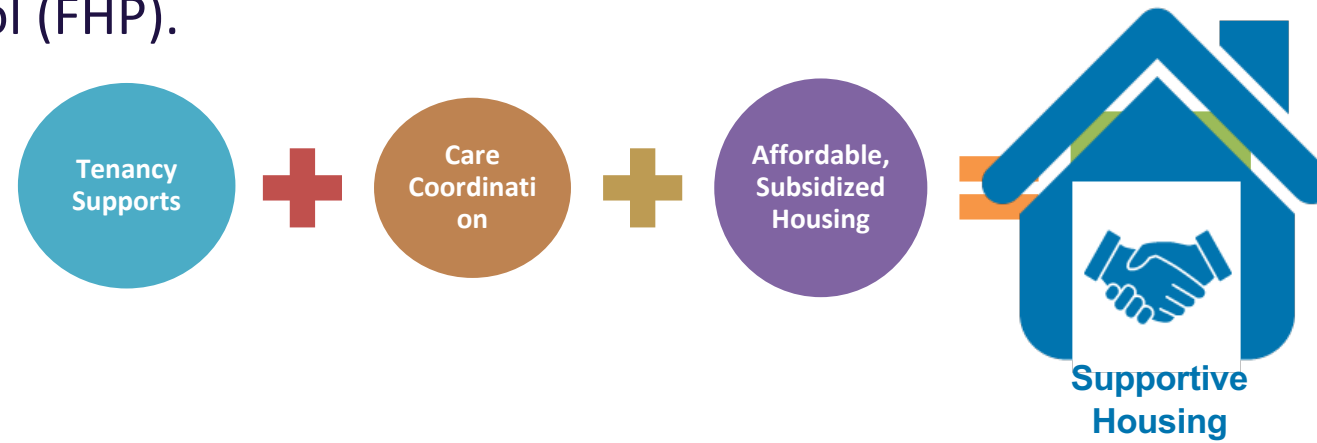 (FHP).
Tenancy
Supports
Care
Coordinati
on
Affordable,
Subsidized
Housing
Supportive
Housing